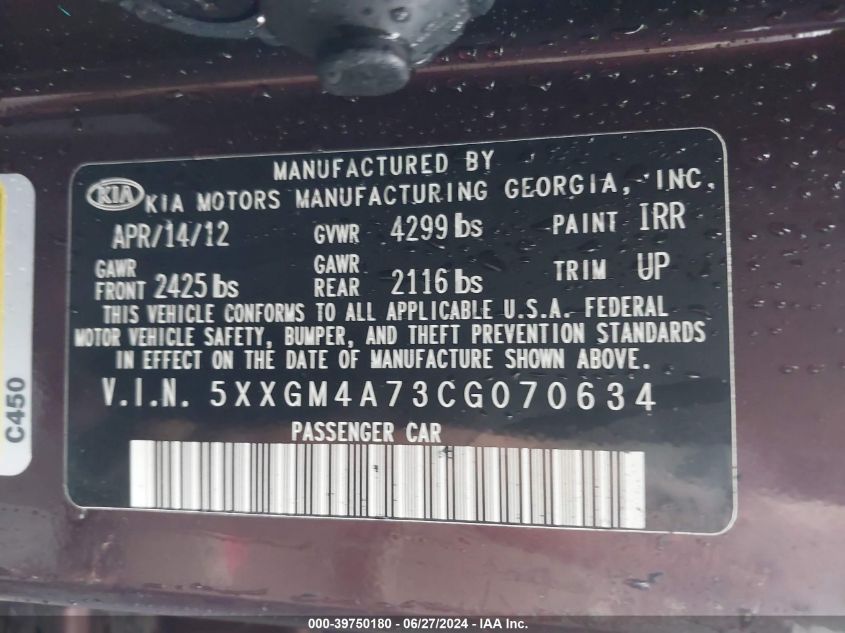 MANUFACTURED BY
KIA KIA MOTORS MANUFACTURING GEORGIA, INC.
APR/14/12 GVWR 4299 lbs PAINT IRR
GAWR FRONT 2425 lbs GAWR REAR 2116 lbs TRIM UP
THIS VEHICLE CONFORMS TO ALL APPLICABLE U.S.A. FEDERAL
MOTOR VEHICLE SAFETY, BUMPER, AND THEFT PREVENTION STANDARDS
IN EFFECT ON THE DATE OF MANUFACTURE SHOWN ABOVE.
V.I.N. 5XXGM4A73CG070634
PASSENGER CAR
C450
000-39750180 - 06/27/2024 - IAA Inc.